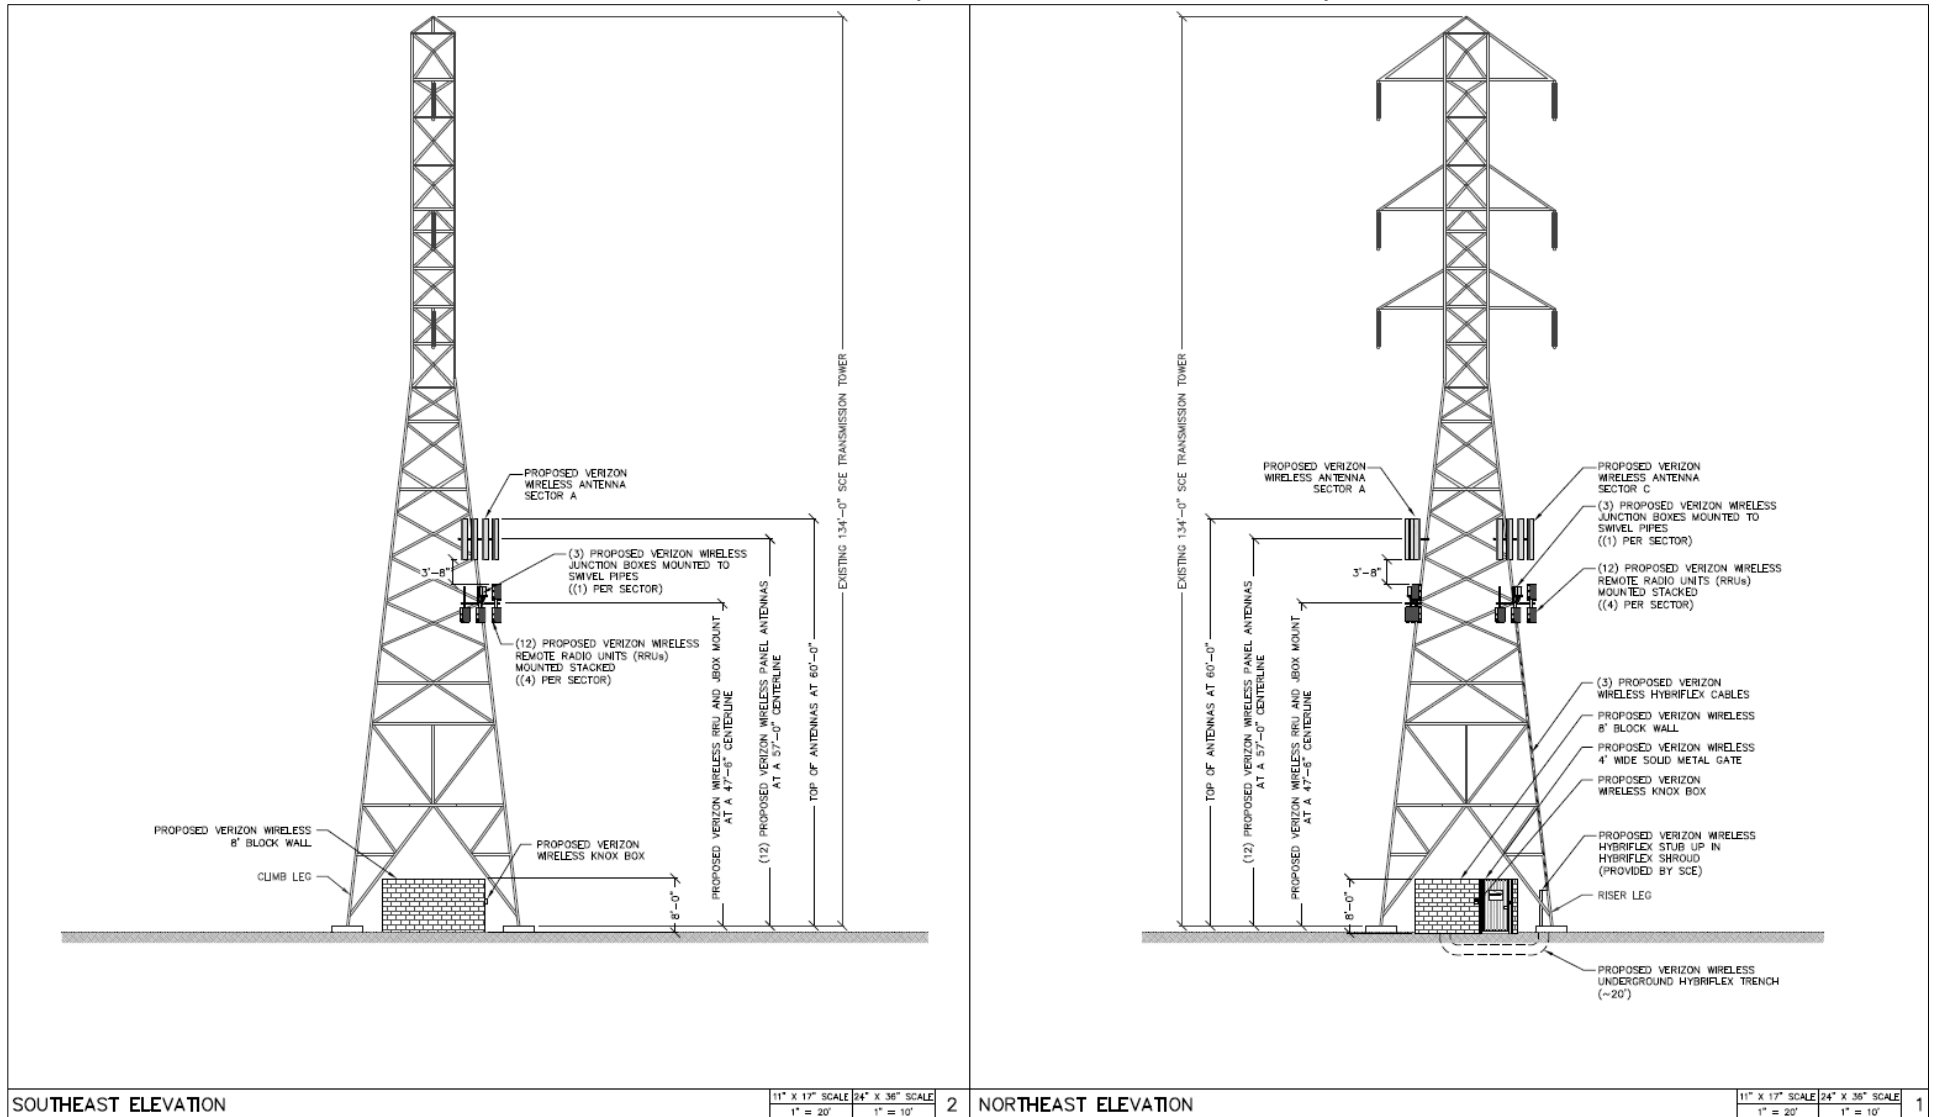 EXISTING 134'-0" SCE TRANSMISSION TOWER
PROPOSED VERIZON
WIRELESS ANTENNA
SECTOR A
3'-8"
(3) PROPOSED VERIZON WIRELESS
JUNCTION BOXES MOUNTED TO
SWIVEL PIPES
((1) PER SECTOR)
(12) PROPOSED VERIZON WIRELESS
REMOTE RADIO UNITS (RRUs)
MOUNTED STACKED
((4) PER SECTOR)
PROPOSED VERIZON WIRELESS RRU AND JBOX MOUNT
AT A 47'-6" CENTERLINE
(12) PROPOSED VERIZON WIRELESS PANEL ANTENNAS
AT A 57'-0" CENTERLINE
TOP OF ANTENNAS AT 60'-0"
PROPOSED VERIZON WIRELESS
8' BLOCK WALL
CLIMB LEG
PROPOSED VERIZON
WIRELESS KNOX BOX
8'-0"
SOUTHEAST ELEVATION
11" X 17" SCALE
1" = 20'
24" X 36" SCALE
1" = 10'
2
EXISTING 134'-0" SCE TRANSMISSION TOWER
PROPOSED VERIZON
WIRELESS ANTENNA
SECTOR A
3'-8"
TOP OF ANTENNAS AT 60'-0"
(12) PROPOSED VERIZON WIRELESS PANEL ANTENNAS
AT A 57'-0" CENTERLINE
PROPOSED VERIZON WIRELESS RRU AND JBOX MOUNT
AT A 47'-6" CENTERLINE
8'-0"
PROPOSED VERIZON
WIRELESS ANTENNA
SECTOR C
(3) PROPOSED VERIZON WIRELESS
JUNCTION BOXES MOUNTED TO
SWIVEL PIPES
((1) PER SECTOR)
(12) PROPOSED VERIZON WIRELESS
REMOTE RADIO UNITS (RRUs)
MOUNTED STACKED
((4) PER SECTOR)
(3) PROPOSED VERIZON
WIRELESS HYBRIFLEX CABLES
PROPOSED VERIZON WIRELESS
8' BLOCK WALL
PROPOSED VERIZON WIRELESS
4' WIDE SOLID METAL GATE
PROPOSED VERIZON
WIRELESS KNOX BOX
PROPOSED VERIZON WIRELESS
HYBRIFLEX STUB UP IN
HYBRIFLEX SHROUD
(PROVIDED BY SCE)
RISER LEG
PROPOSED VERIZON WIRELESS
UNDERGROUND HYBRIFLEX TRENCH
(~20')
NORTHEAST ELEVATION
11" X 17" SCALE
1" = 20'
24" X 36" SCALE
1" = 10'
1